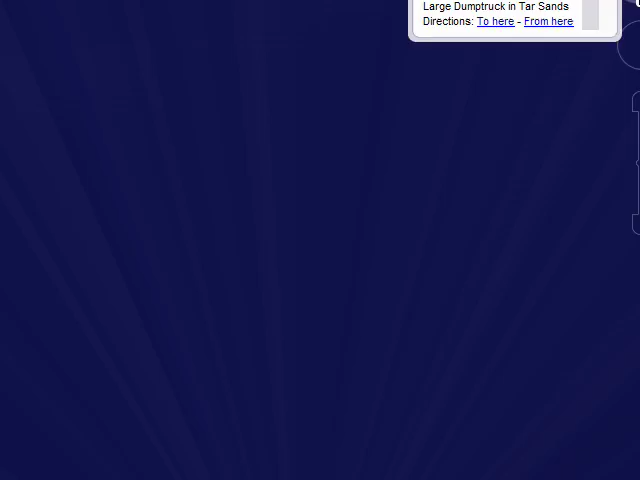 Large Dumptruck in Tar Sands
Directions: To here - From here